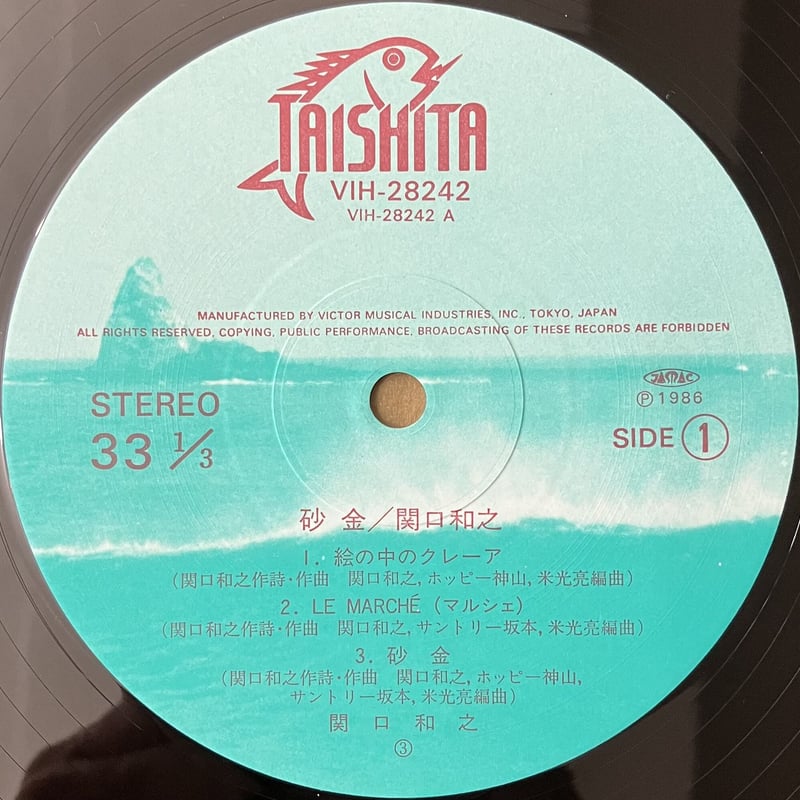 TAISHITA
VIH-28242
VIH-28242 A
MANUFACTURED BY VICTOR MUSICAL INDUSTRIES, INC., TOKYO, JAPAN
ALL RIGHTS RESERVED, COPYING, PUBLIC PERFORMANCE, BROADCASTING OF THESE RECORDS ARE FORBIDDEN
STEREO
33 1/3
JASRAC
Ⓟ1986
SIDE ①
砂 金／関口和之
1. 絵の中のクレーア
（関口和之作詩・作曲 関口和之, ホッピー神山, 米光亮編曲）
2. LE MARCHÉ（マルシェ）
（関口和之作詩・作曲 関口和之, サントリー坂本, 米光亮編曲）
3. 砂 金
（関口和之作詩・作曲 関口和之, ホッピー神山,
サントリー坂本, 米光亮編曲）
関 口 和 之
③